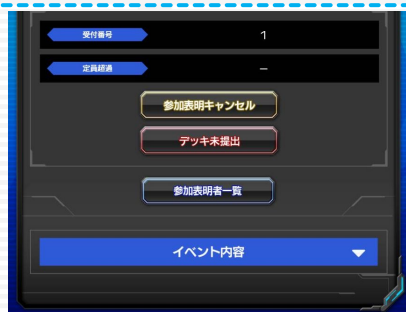 受付番号 1
定員超過 －
参加表明キャンセル
デッキ未提出
参加表明者一覧
イベント内容